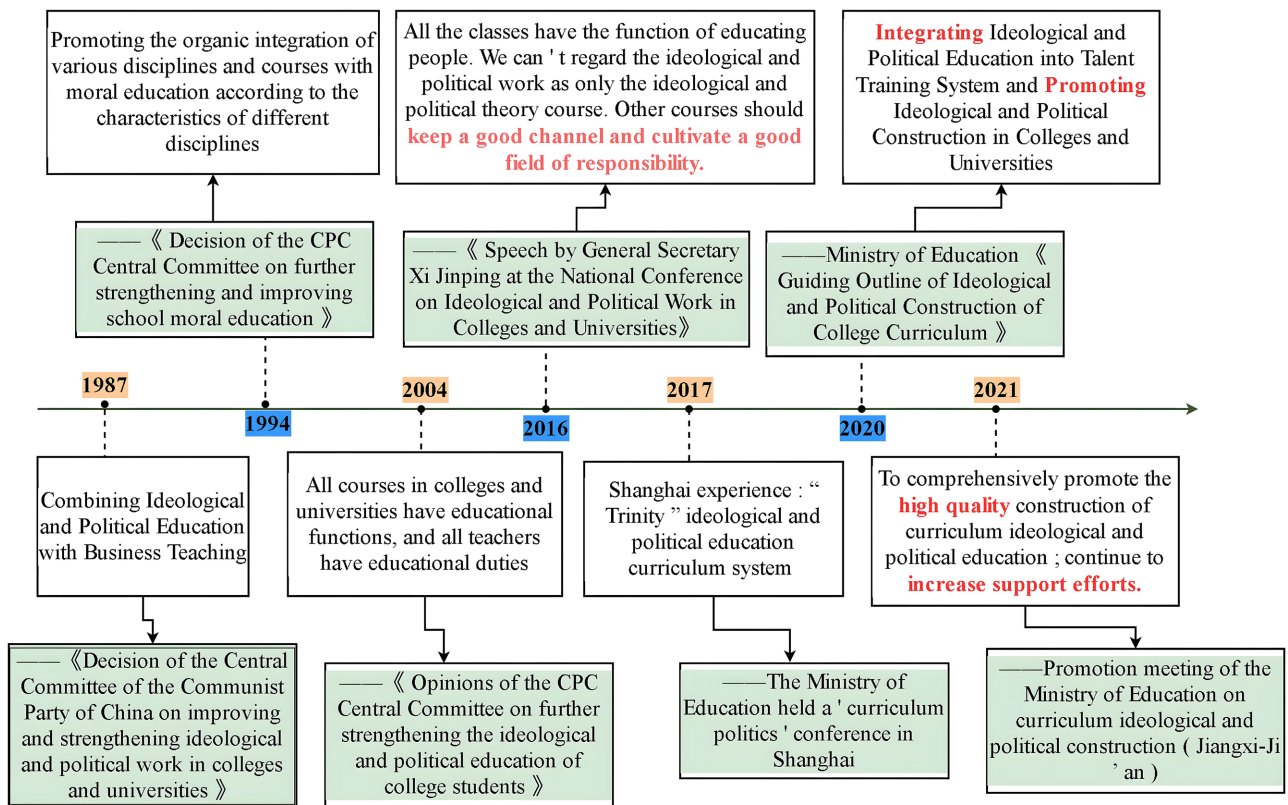 Promoting the organic integration of
various disciplines and courses with
moral education according to the
characteristics of different
disciplines
All the classes have the function of educating
people. We can ' t regard the ideological and
political work as only the ideological and
political theory course. Other courses should
keep a good channel and cultivate a good
field of responsibility.
Integrating Ideological and
Political Education into Talent
Training System and Promoting
Ideological and Political
Construction in Colleges and
Universities
——《 Decision of the CPC
Central Committee on further
strengthening and improving
school moral education 》
——《 Speech by General Secretary
Xi Jinping at the National Conference
on Ideological and Political Work in
Colleges and Universities》
——Ministry of Education 《
Guiding Outline of Ideological
and Political Construction of
College Curriculum 》
1987
1994
2004
2016
2017
2020
2021
Combining Ideological
and Political Education
with Business Teaching
All courses in colleges and
universities have educational
functions, and all teachers
have educational duties
Shanghai experience : “
Trinity ” ideological and
political education
curriculum system
To comprehensively promote the
high quality construction of
curriculum ideological and
political education ; continue to
increase support efforts.
——《Decision of the Central
Committee of the Communist
Party of China on improving
and strengthening ideological
and political work in colleges
and universities 》
——《 Opinions of the CPC
Central Committee on further
strengthening the ideological
and political education of
college students 》
——The Ministry of
Education held a ' curriculum
politics ' conference in
Shanghai
——Promotion meeting of the
Ministry of Education on
curriculum ideological and
political construction ( Jiangxi-Ji
’ an )